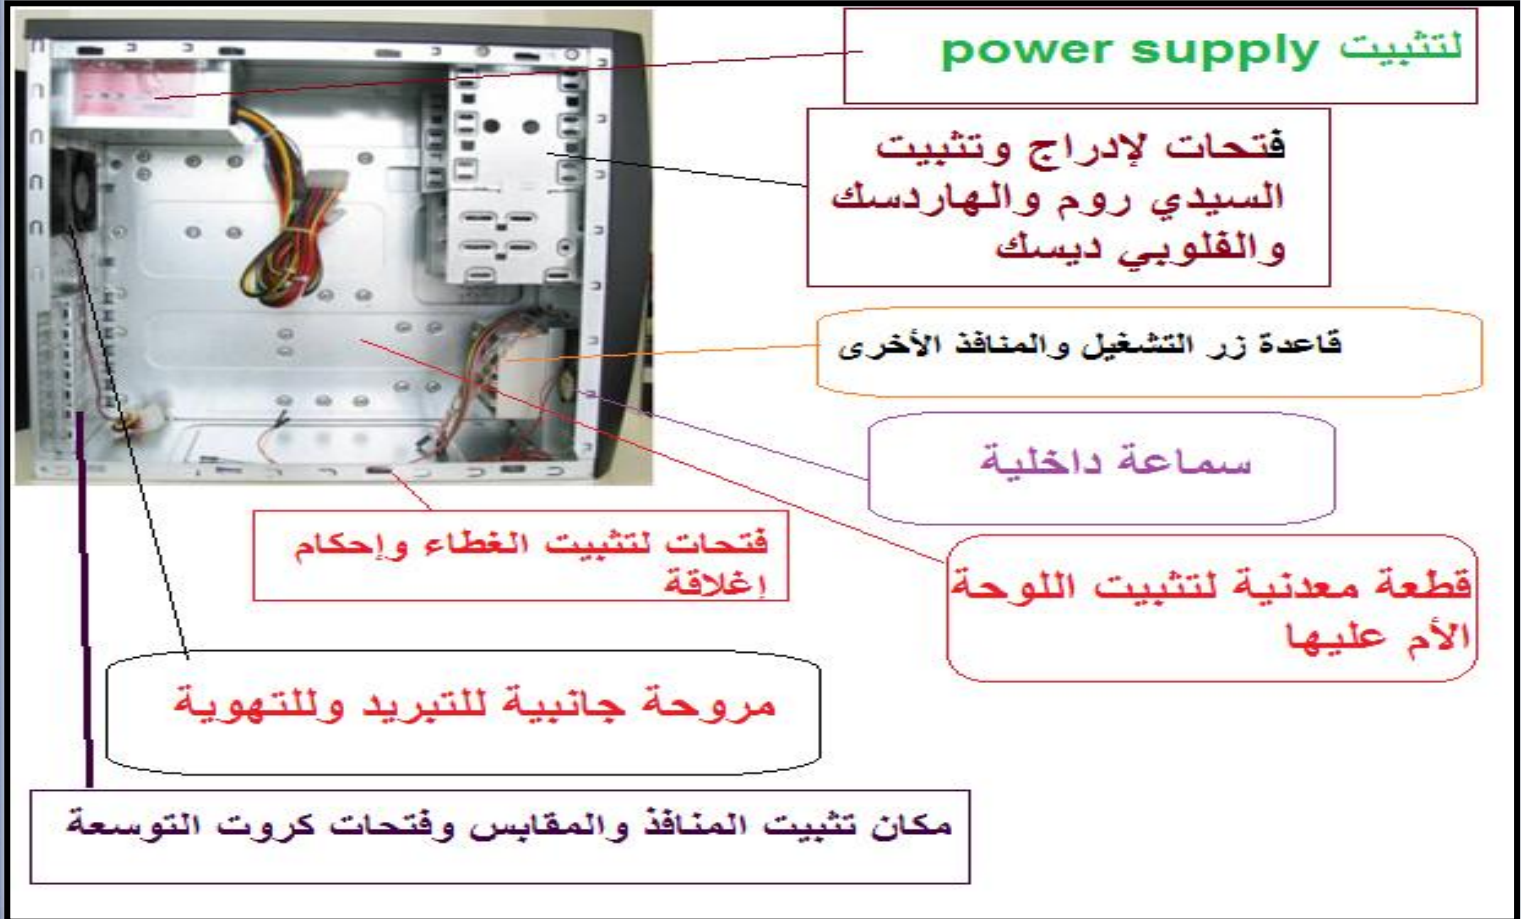 لتثبيت power supply
فتحات لإدراج وتثبيت
السيدي روم والهاردسك
والفلوبي ديسك
قاعدة زر التشغيل والمنافذ الأخرى
سماعة داخلية
قطعة معدنية لتثبيت اللوحة
الأم عليها
فتحات لتثبيت الغطاء وإحكام
إغلاقة
مروحة جانبية للتبريد وللتهوية
مكان تثبيت المنافذ والمقابس وفتحات كروت التوسعة